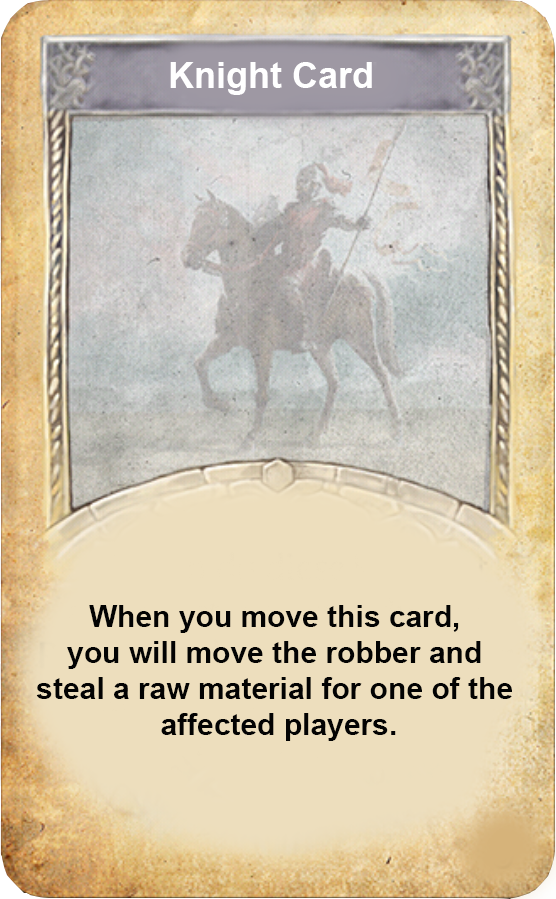 Knight Card
When you move this card,
you will move the robber and
steal a raw material for one of the
affected players.